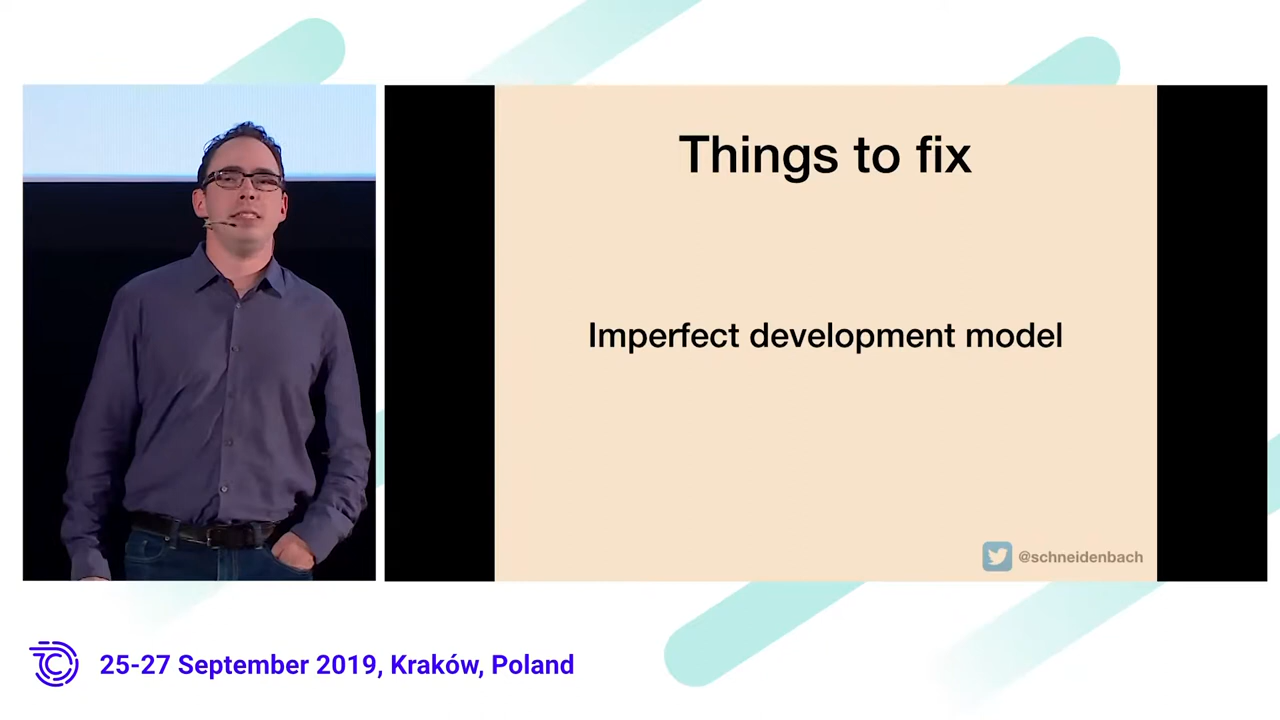 Things to fix
Imperfect development model
@schneidenbach
25-27 September 2019, Kraków, Poland